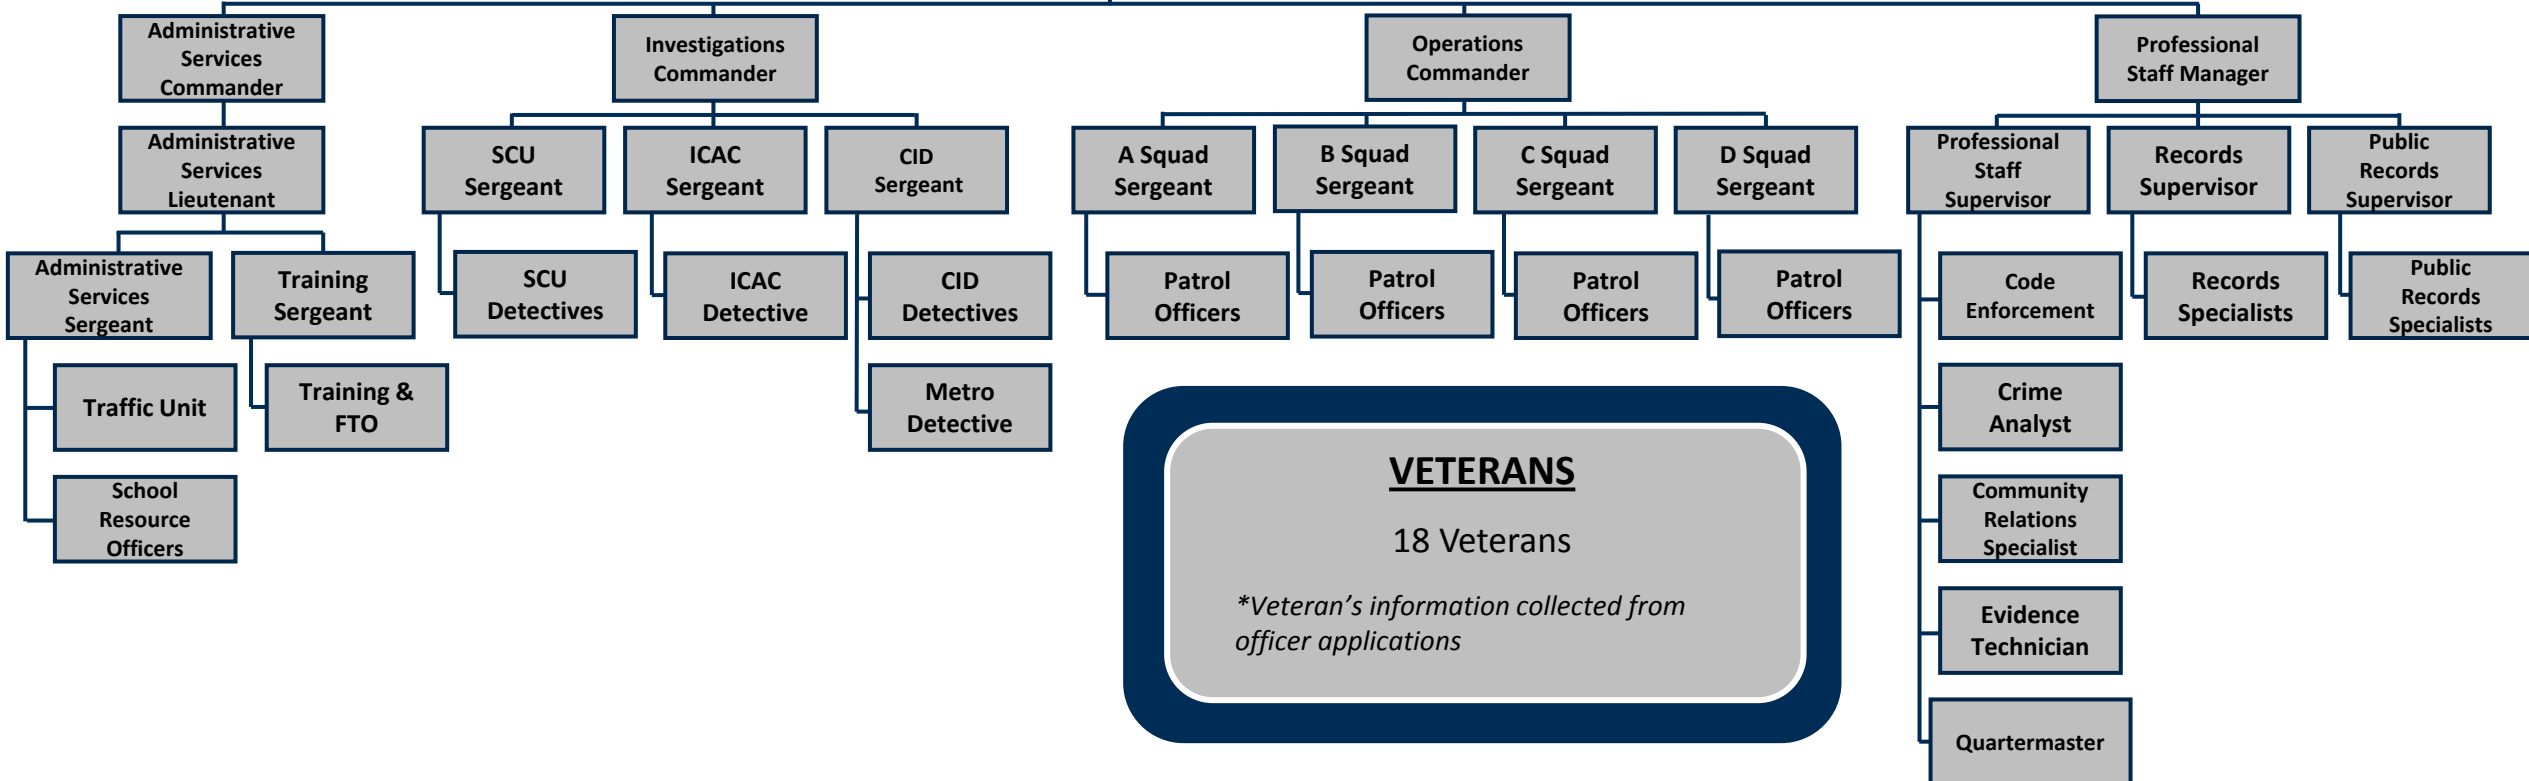 Administrative
Services
Commander
Investigations
Commander
Operations
Commander
Professional
Staff Manager
Administrative
Services
Lieutenant
SCU
Sergeant
ICAC
Sergeant
CID
Sergeant
A Squad
Sergeant
B Squad
Sergeant
C Squad
Sergeant
D Squad
Sergeant
Professional
Staff
Supervisor
Records
Supervisor
Public
Records
Supervisor
Administrative
Services
Sergeant
Training
Sergeant
SCU
Detectives
ICAC
Detective
CID
Detectives
Patrol
Officers
Patrol
Officers
Patrol
Officers
Patrol
Officers
Code
Enforcement
Records
Specialists
Public
Records
Specialists
Traffic Unit
Training &
FTO
Metro
Detective
Crime
Analyst
School
Resource
Officers
Community
Relations
Specialist
Evidence
Technician
Quartermaster
VETERANS
18 Veterans
*Veteran’s information collected from
officer applications